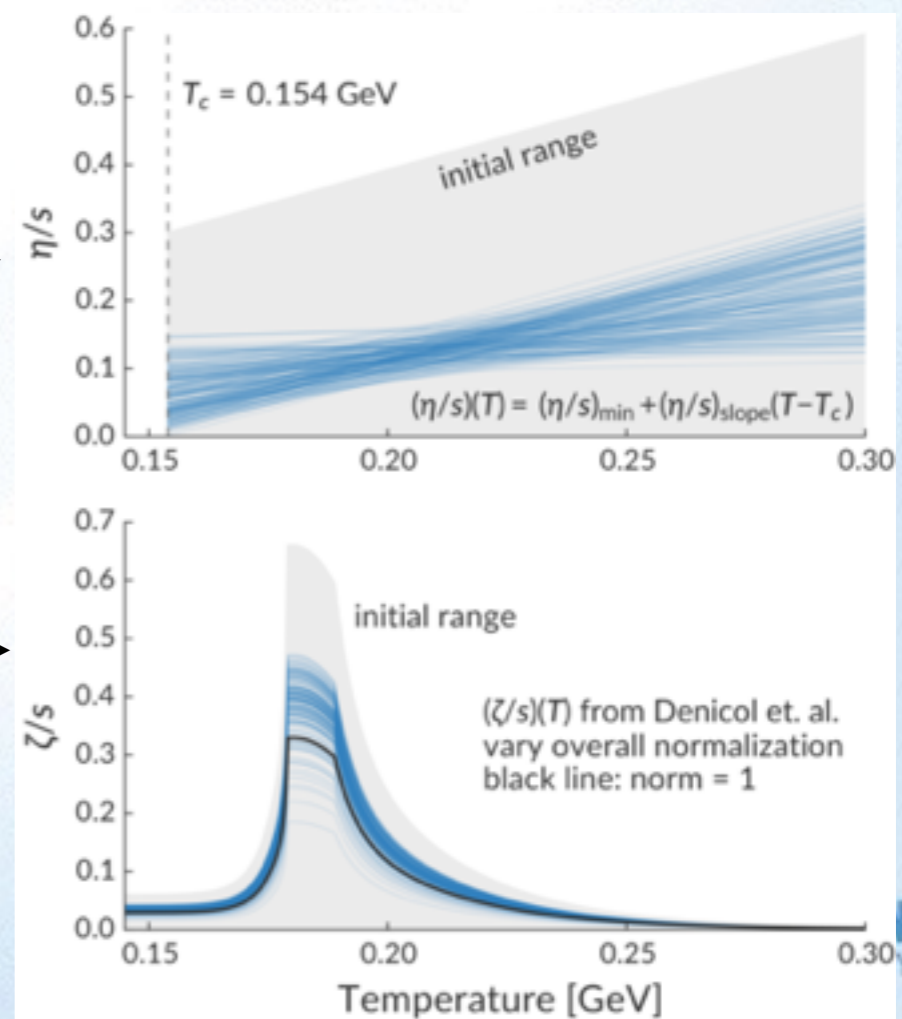 0.6
0.5
0.4
0.3
0.2
0.1
0.0
η/s
T_c = 0.154 GeV
initial range
(η/s)(T) = (η/s)min+(η/s)slope(T−Tc)
0.15 0.20 0.25 0.30
0.7
0.6
0.5
0.4
0.3
0.2
0.1
0.0
ζ/s
initial range
(ζ/s)(T) from Denicol et. al.
vary overall normalization
black line: norm = 1
0.15 0.20 0.25 0.30
Temperature [GeV]